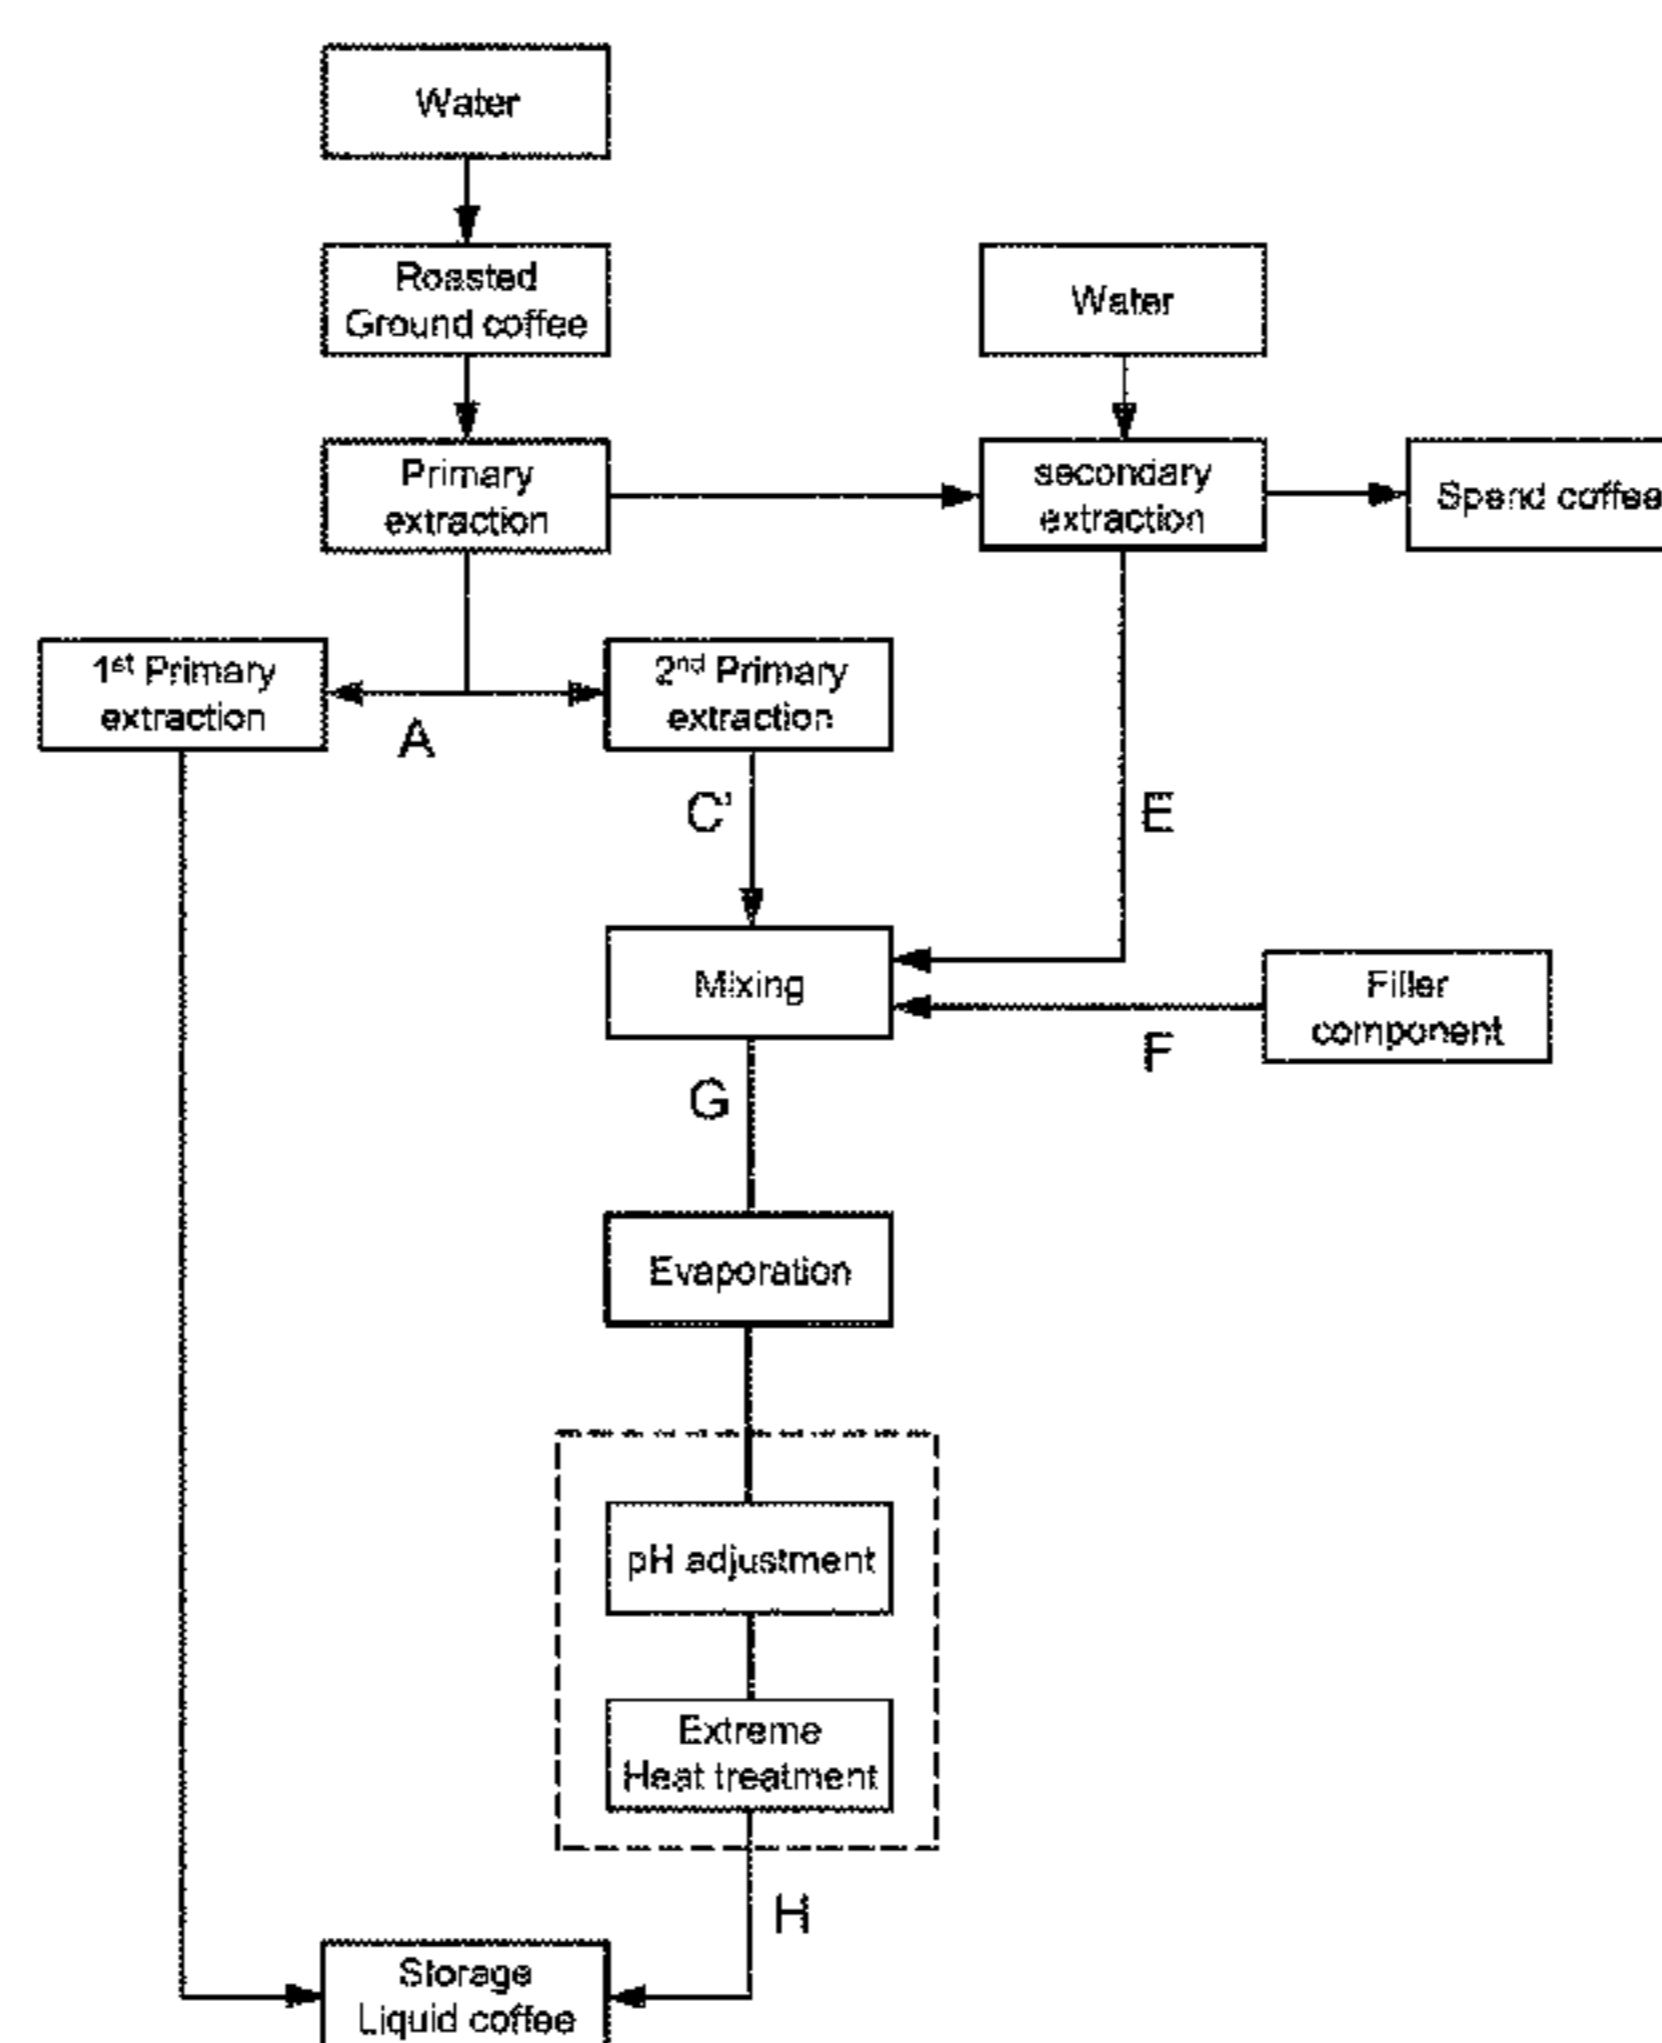 Water
Roasted
Ground coffee
Water
Primary
extraction
secondary
extraction
Spend coffee
1st Primary
extraction
2nd Primary
extraction
A
C'
E
Mixing
Filler
component
F
G
Evaporation
pH adjustment
Extreme
Heat treatment
H
Storage
Liquid coffee